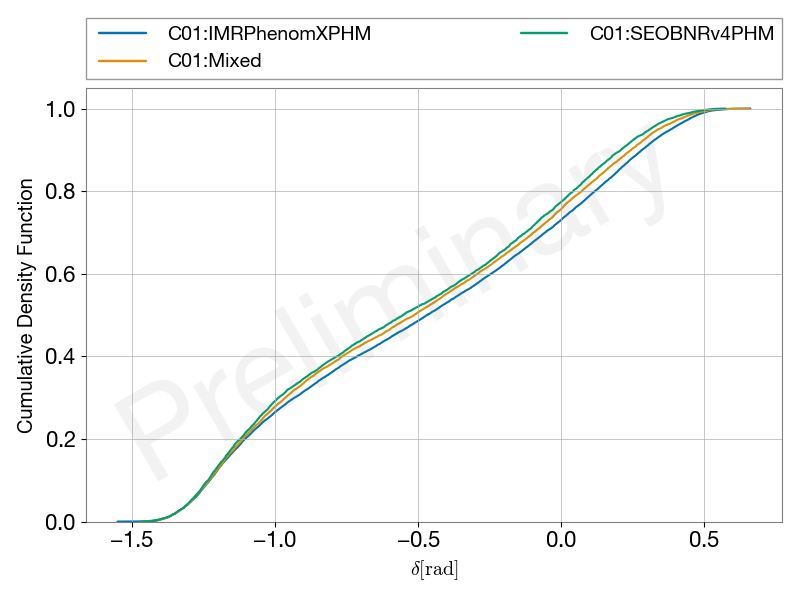 C01:IMRPhenomXPHM
C01:Mixed
C01:SEOBNRv4PHM
1.0
0.8
0.6
0.4
0.2
0.0
Cumulative Density Function
Preliminary
−1.5 −1.0 −0.5 0.0 0.5
δ[rad]